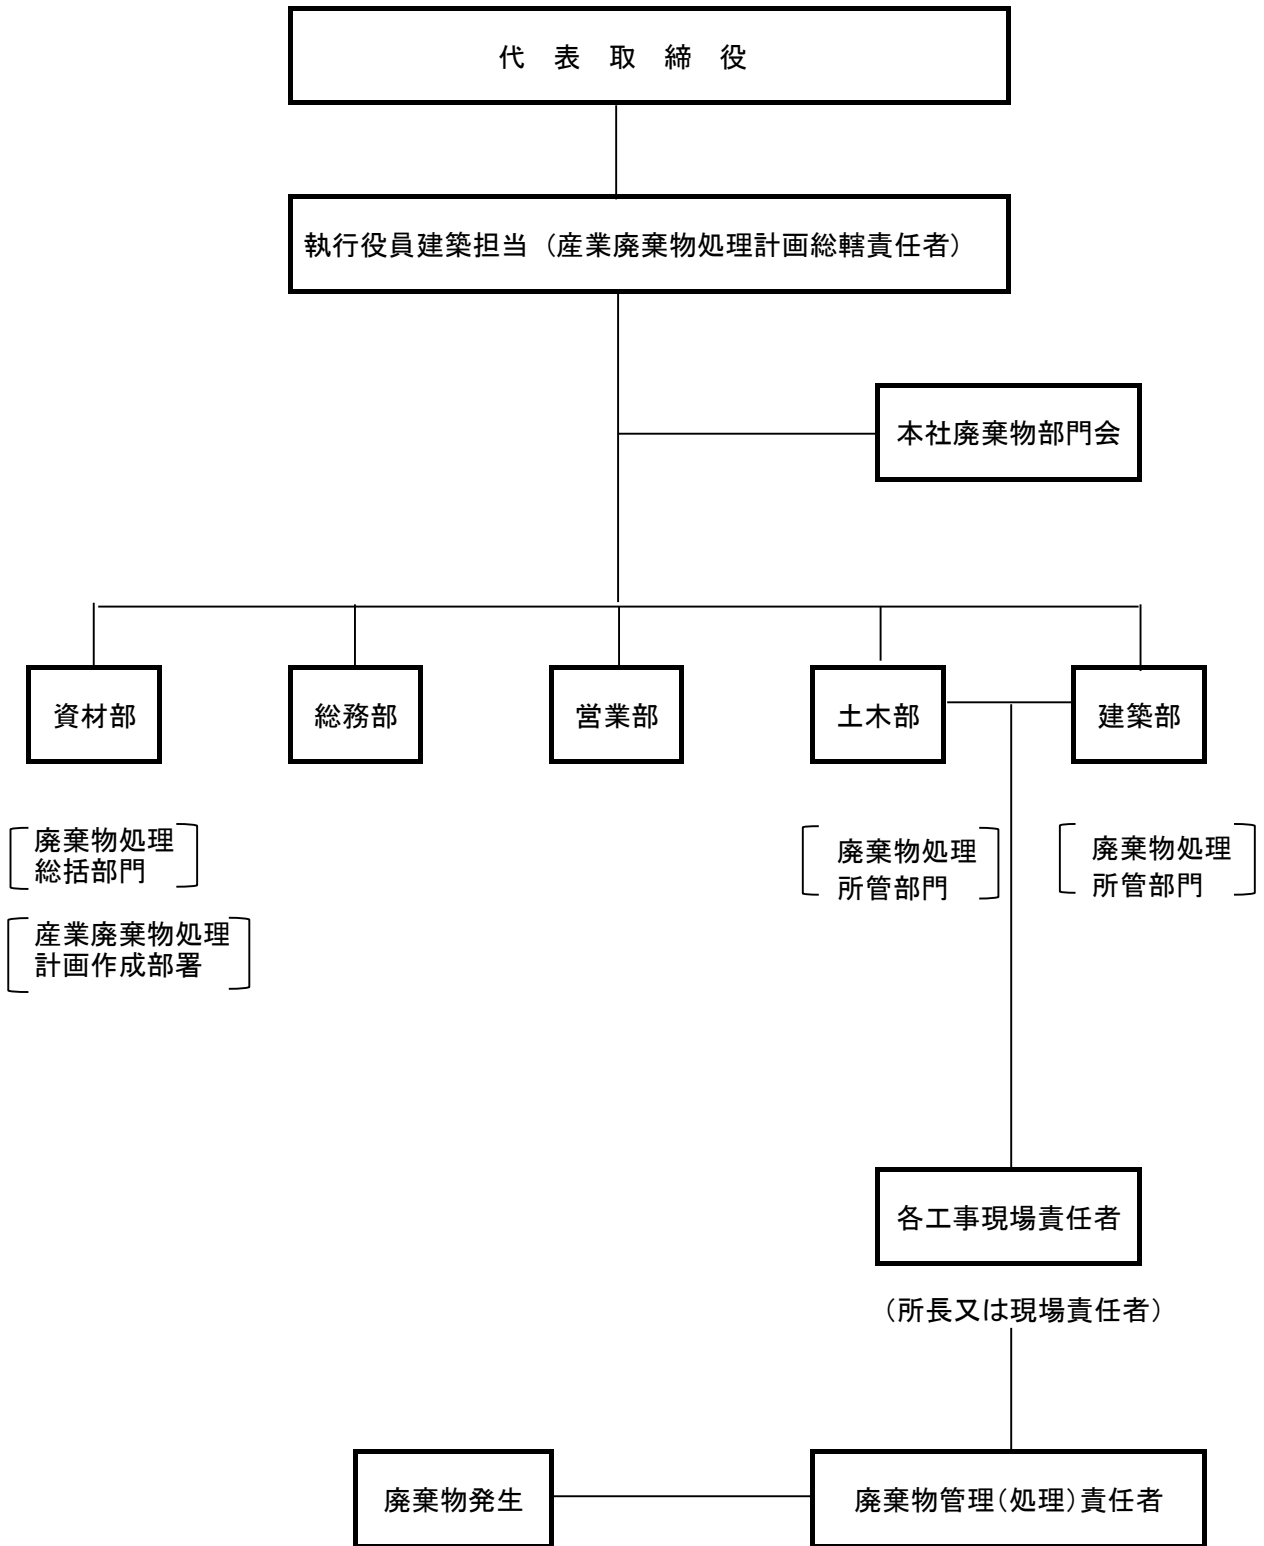 代 表 取 締 役
執行役員建築担当（産業廃棄物処理計画総轄責任者）
本社廃棄物部門会
資材部
総務部
営業部
土木部
建築部
廃棄物処理
総括部門
産業廃棄物処理
計画作成部署
廃棄物処理
所管部門
廃棄物処理
所管部門
各工事現場責任者
（所長又は現場責任者）
廃棄物発生
廃棄物管理（処理）責任者